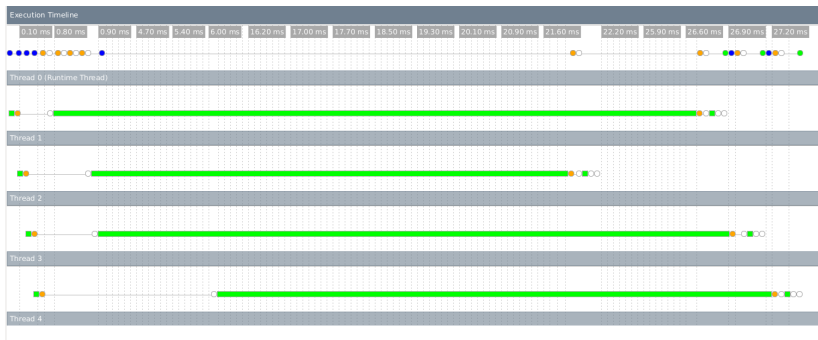 Execution Timeline
0.10 ms 0.80 ms 0.90 ms 4.70 ms 5.40 ms 6.00 ms 16.20 ms 17.00 ms 17.70 ms 18.50 ms 19.30 ms 20.10 ms 20.90 ms 21.60 ms 22.20 ms 25.90 ms 26.60 ms 26.90 ms 27.20 ms
Thread 0 (Runtime Thread)
Thread 1
Thread 2
Thread 3
Thread 4